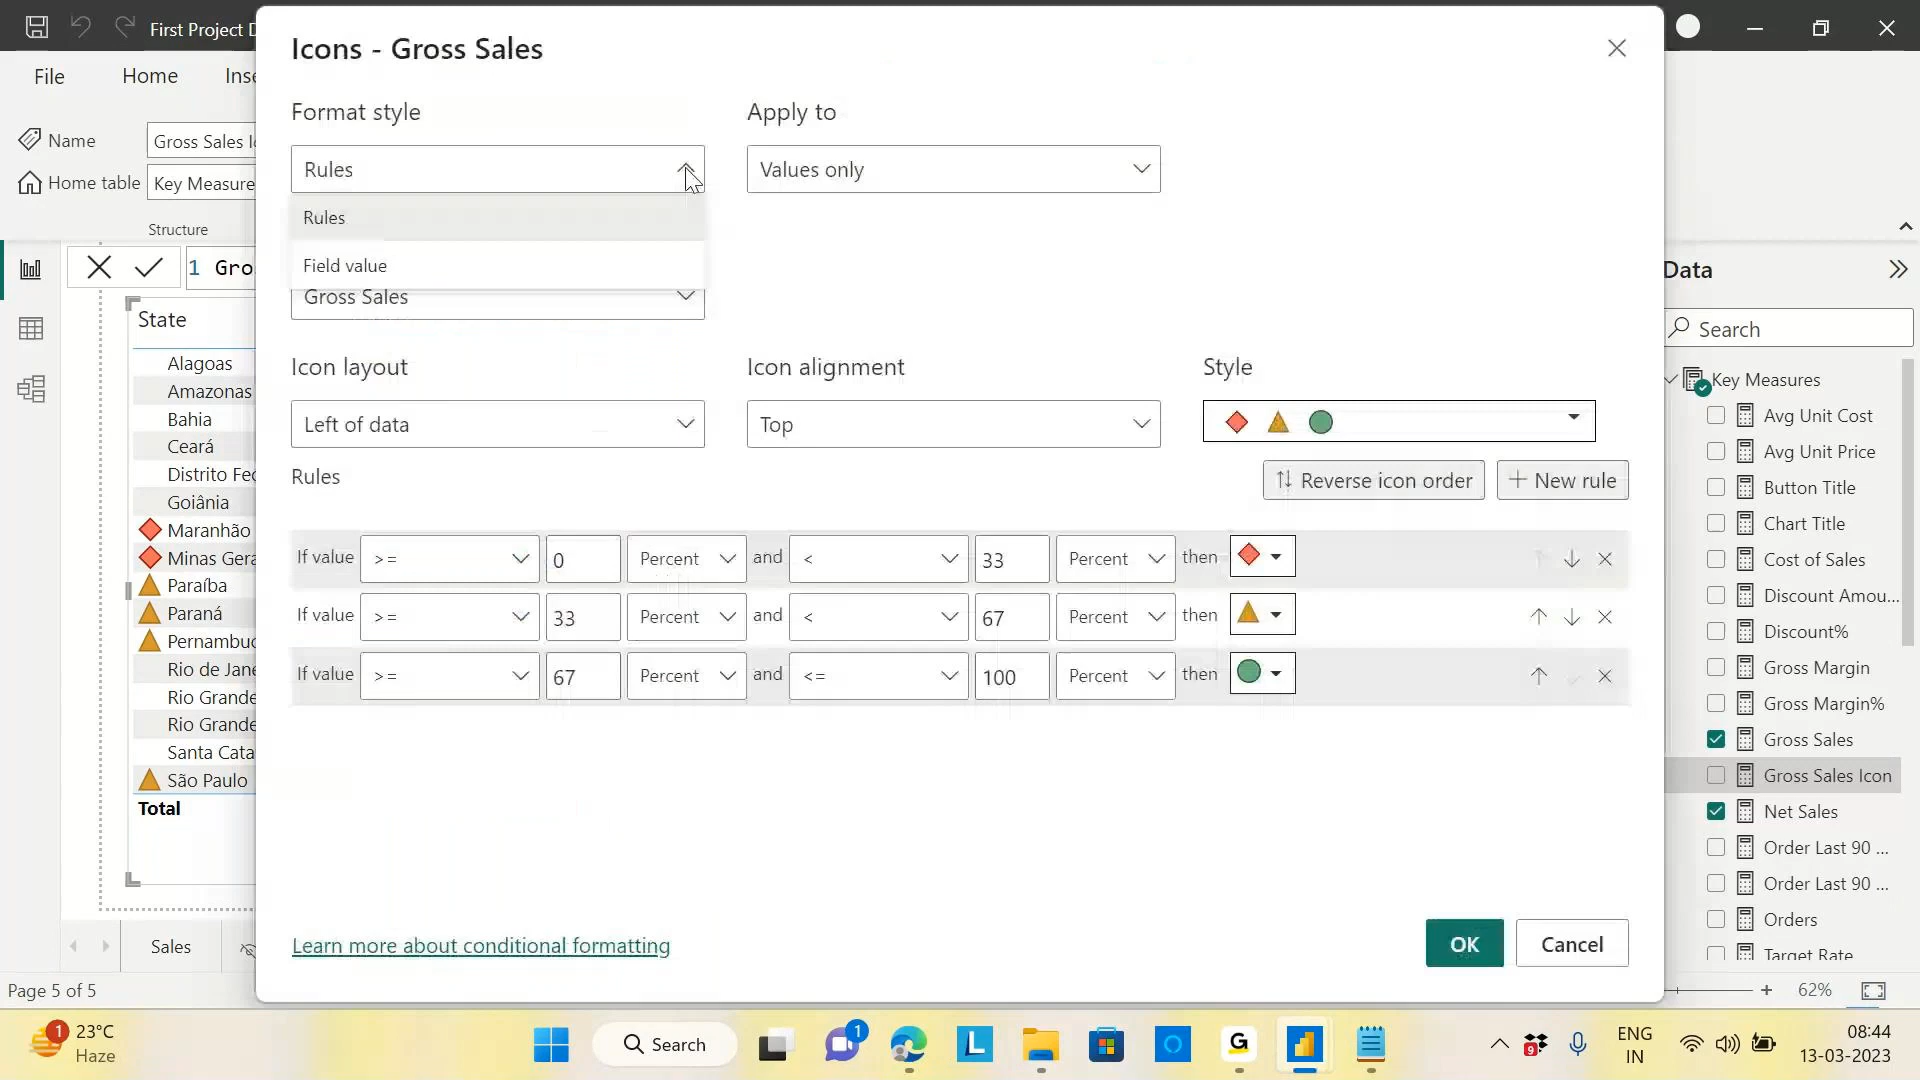 First Project D
File Home Inse
Name Gross Sales Ic
Home table Key Measure
Structure
1 Gro
State
Alagoas
Amazonas
Bahia
Ceará
Distrito Fed
Goiânia
Maranhão
Minas Gera
Paraíba
Paraná
Pernambuc
Rio de Jane
Rio Grande
Rio Grande
Santa Cata
São Paulo
Total
Sales
Page 5 of 5
Icons - Gross Sales
Format style Apply to
Rules Values only
Rules
Field value
Gross Sales
Icon layout Icon alignment Style
Left of data Top
Rules Reverse icon order New rule
If value >= 0 Percent and < 33 Percent then
If value >= 33 Percent and < 67 Percent then
If value >= 67 Percent and <= 100 Percent then
Learn more about conditional formatting OK Cancel
Data
Search
Key Measures
Avg Unit Cost
Avg Unit Price
Button Title
Chart Title
Cost of Sales
Discount Amou...
Discount%
Gross Margin
Gross Margin%
Gross Sales
Gross Sales Icon
Net Sales
Order Last 90 ...
Order Last 90 ...
Orders
Target Rate
62%
1 23°C
Haze
Search
1
L
G
9
ENG
IN
08:44
13-03-2023